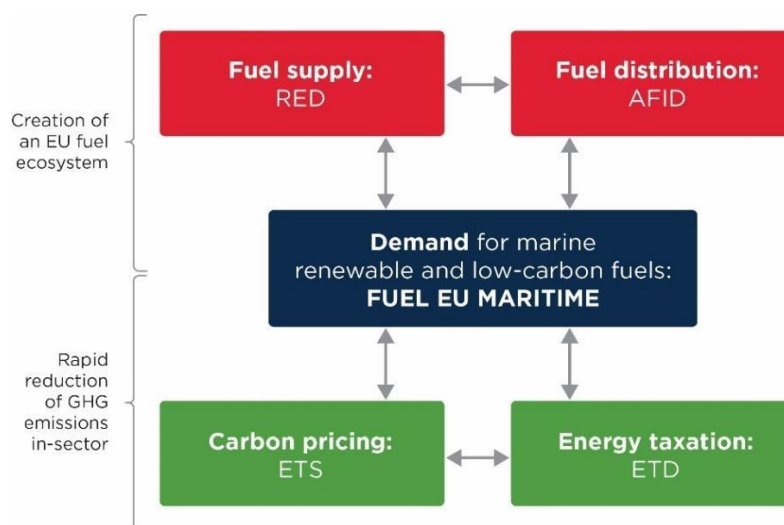 Fuel supply:
RED
Fuel distribution:
AFID
Creation of
an EU fuel
ecosystem
Demand for marine
renewable and low-carbon fuels:
FUEL EU MARITIME
Rapid
reduction
of GHG
emissions
in-sector
Carbon pricing:
ETS
Energy taxation:
ETD